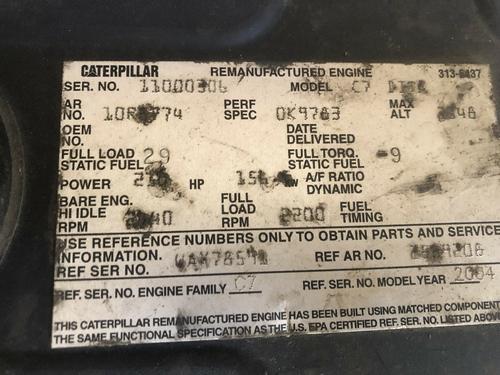 CATERPILLAR REMANUFACTURED ENGINE
SER. NO. 11000306 MODEL C7
AR NO. PERF SPEC 0K9783 MAX ALT
OEM NO. DATE DELIVERED
FULL LOAD STATIC FUEL 29 FULL TORQ. STATIC FUEL -9
POWER HP A/F RATIO DYNAMIC
BARE ENG. HI IDLE RPM FULL LOAD RPM 2200 FUEL TIMING
USE REFERENCE NUMBERS ONLY TO OBTAIN PARTS AND SERVICE
INFORMATION. REF AR NO.
REF SER NO.
REF. SER. NO. ENGINE FAMILY C7 REF. SER. NO. MODEL YEAR 2004
THIS CATERPILLAR REMANUFACTURED ENGINE HAS BEEN BUILT USING MATCHED
THE SAME FUNCTIONAL SPECIFICATION AS THE U.S. EPA CERTIFIED REF. SER. NO. LISTED